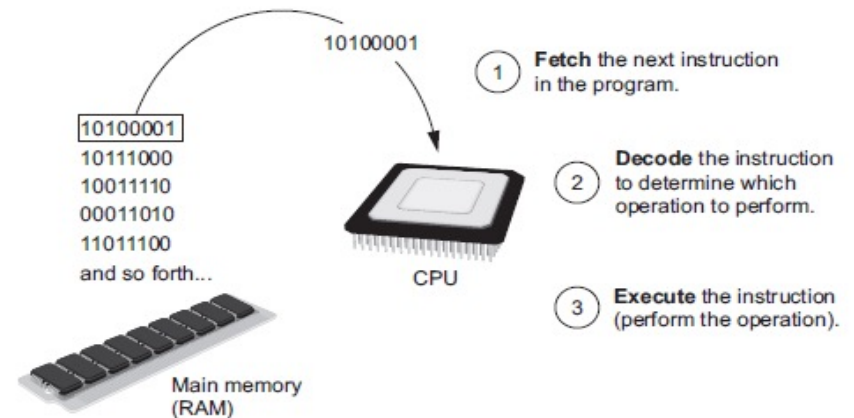 10100001
1
Fetch the next instruction
in the program.
10100001
10111000
10011110
00011010
11011100
and so forth...
2
Decode the instruction
to determine which
operation to perform.
CPU
3
Execute the instruction
(perform the operation).
Main memory
(RAM)